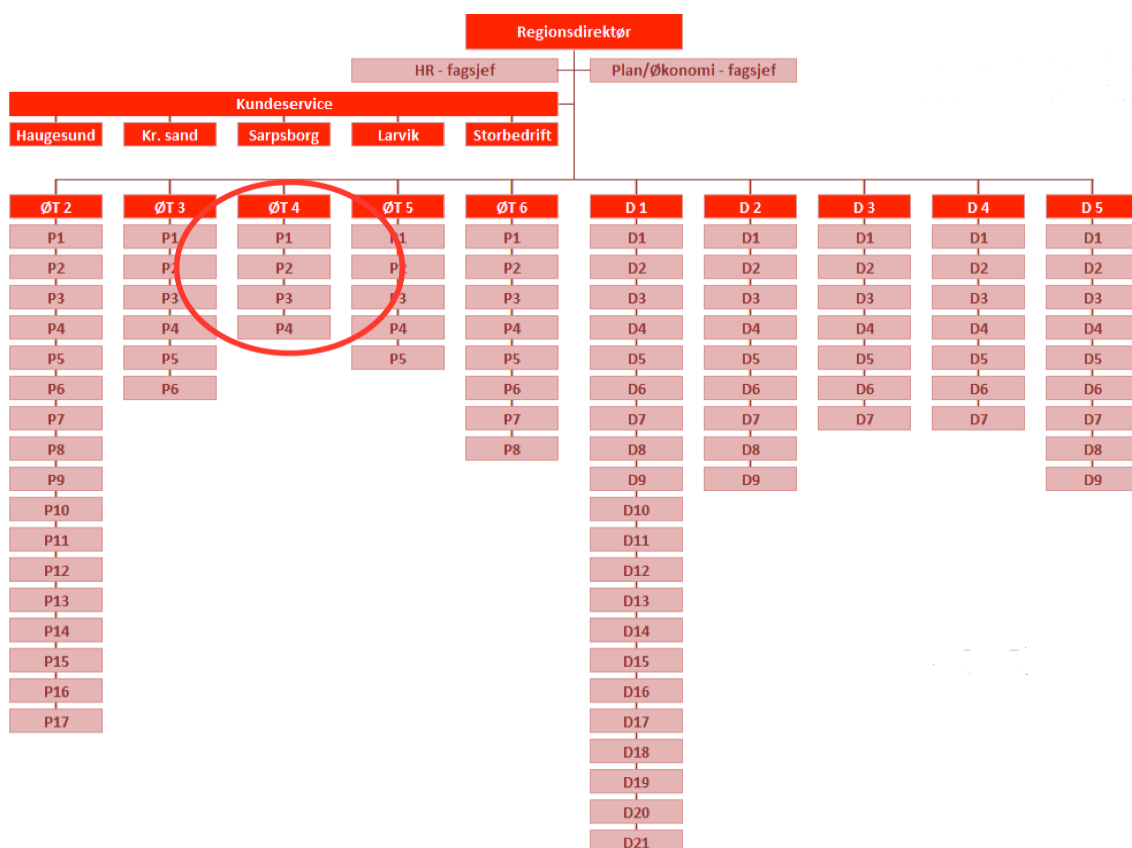 Regionsdirektør
HR - fagsjef Plan/Økonomi - fagsjef
Kundeservice
Haugesund Kr. sand Sarpsborg Larvik Storbedrift
ØT 2 ØT 3 ØT 4 ØT 5 ØT 6 D 1 D 2 D 3 D 4 D 5
P1 P1 P1 P1 P1 D1 D1 D1 D1 D1
P2 P2 P2 P2 P2 D2 D2 D2 D2 D2
P3 P3 P3 P3 P3 D3 D3 D3 D3 D3
P4 P4 P4 P4 P4 D4 D4 D4 D4 D4
P5 P5 P5 P5 D5 D5 D5 D5 D5
P6 P6 P6 D6 D6 D6 D6 D6
P7 P7 D7 D7 D7 D7 D7
P8 P8 D8 D8 D8
P9 D9 D9 D9
P10 D10
P11 D11
P12 D12
P13 D13
P14 D14
P15 D15
P16 D16
P17 D17
D18
D19
D20
D21